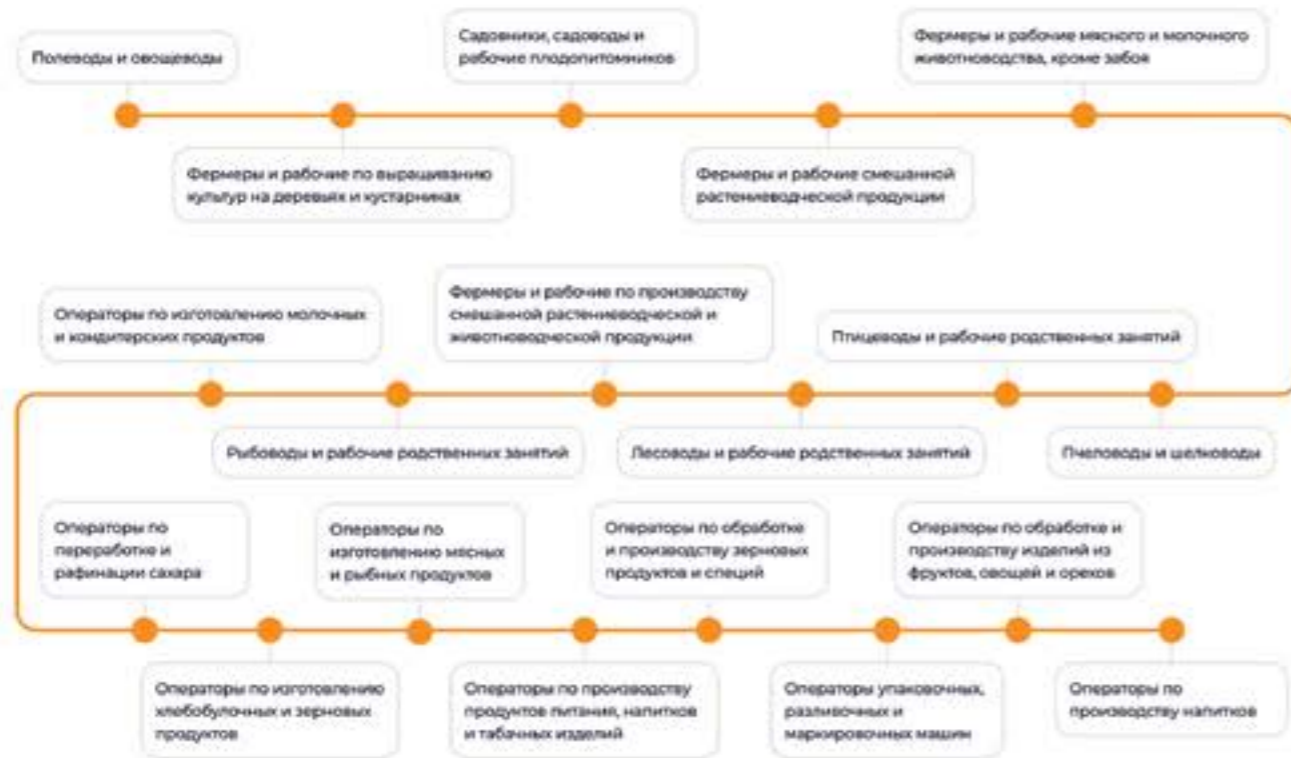 Полеводы и овощеводы
Садовники, садоводы и
рабочие плодопитомников
Фермеры и рабочие мясного и молочного
животноводства, кроме забоя
Фермеры и рабочие по выращиванию
культур на деревьях и кустарниках
Фермеры и рабочие смешанной
растениеводческой продукции
Операторы по изготовлению молочных
и кондитерских продуктов
Фермеры и рабочие по производству
смешанной растениеводческой и
животноводческой продукции
Птицеводы и рабочие родственных занятий
Рыбоводы и рабочие родственных занятий
Лесоводы и рабочие родственных занятий
Пчеловоды и шелководы
Операторы по
переработке и
рафинации сахара
Операторы по
изготовлению мясных
и рыбных продуктов
Операторы по обработке
и производству зерновых
продуктов и специй
Операторы по обработке и
производству изделий из
фруктов, овощей и орехов
Операторы по изготовлению
хлебобулочных и зерновых
продуктов
Операторы по производству
продуктов питания, напитков
и табачных изделий
Операторы упаковочных,
разливочных и
маркировочных машин
Операторы по
производству напитков